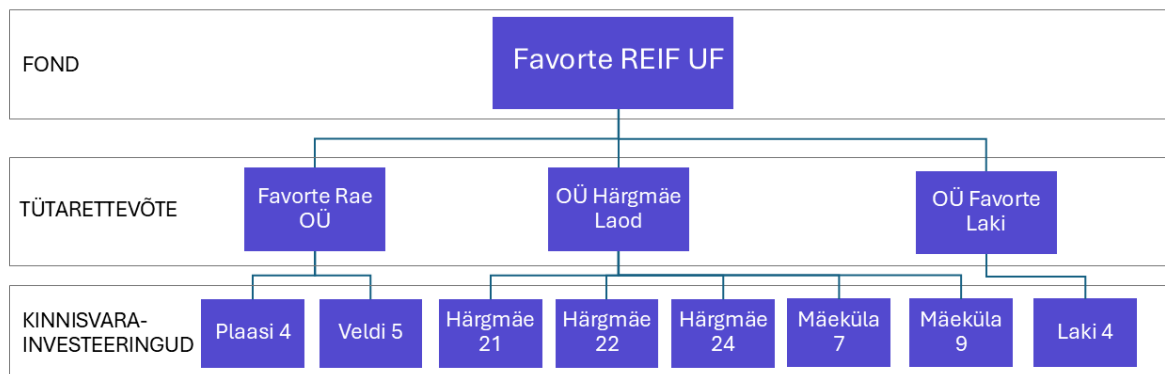 FOND
Favorte REIF UF
TÜTARETTEVÕTE
Favorte Rae
OÜ
OÜ Härgmäe
Laod
OÜ Favorte
Laki
KINNISVARA-
INVESTEERINGUD
Plaasi 4
Veldi 5
Härgmäe
21
Härgmäe
22
Härgmäe
24
Mäeküla
7
Mäeküla
9
Laki 4